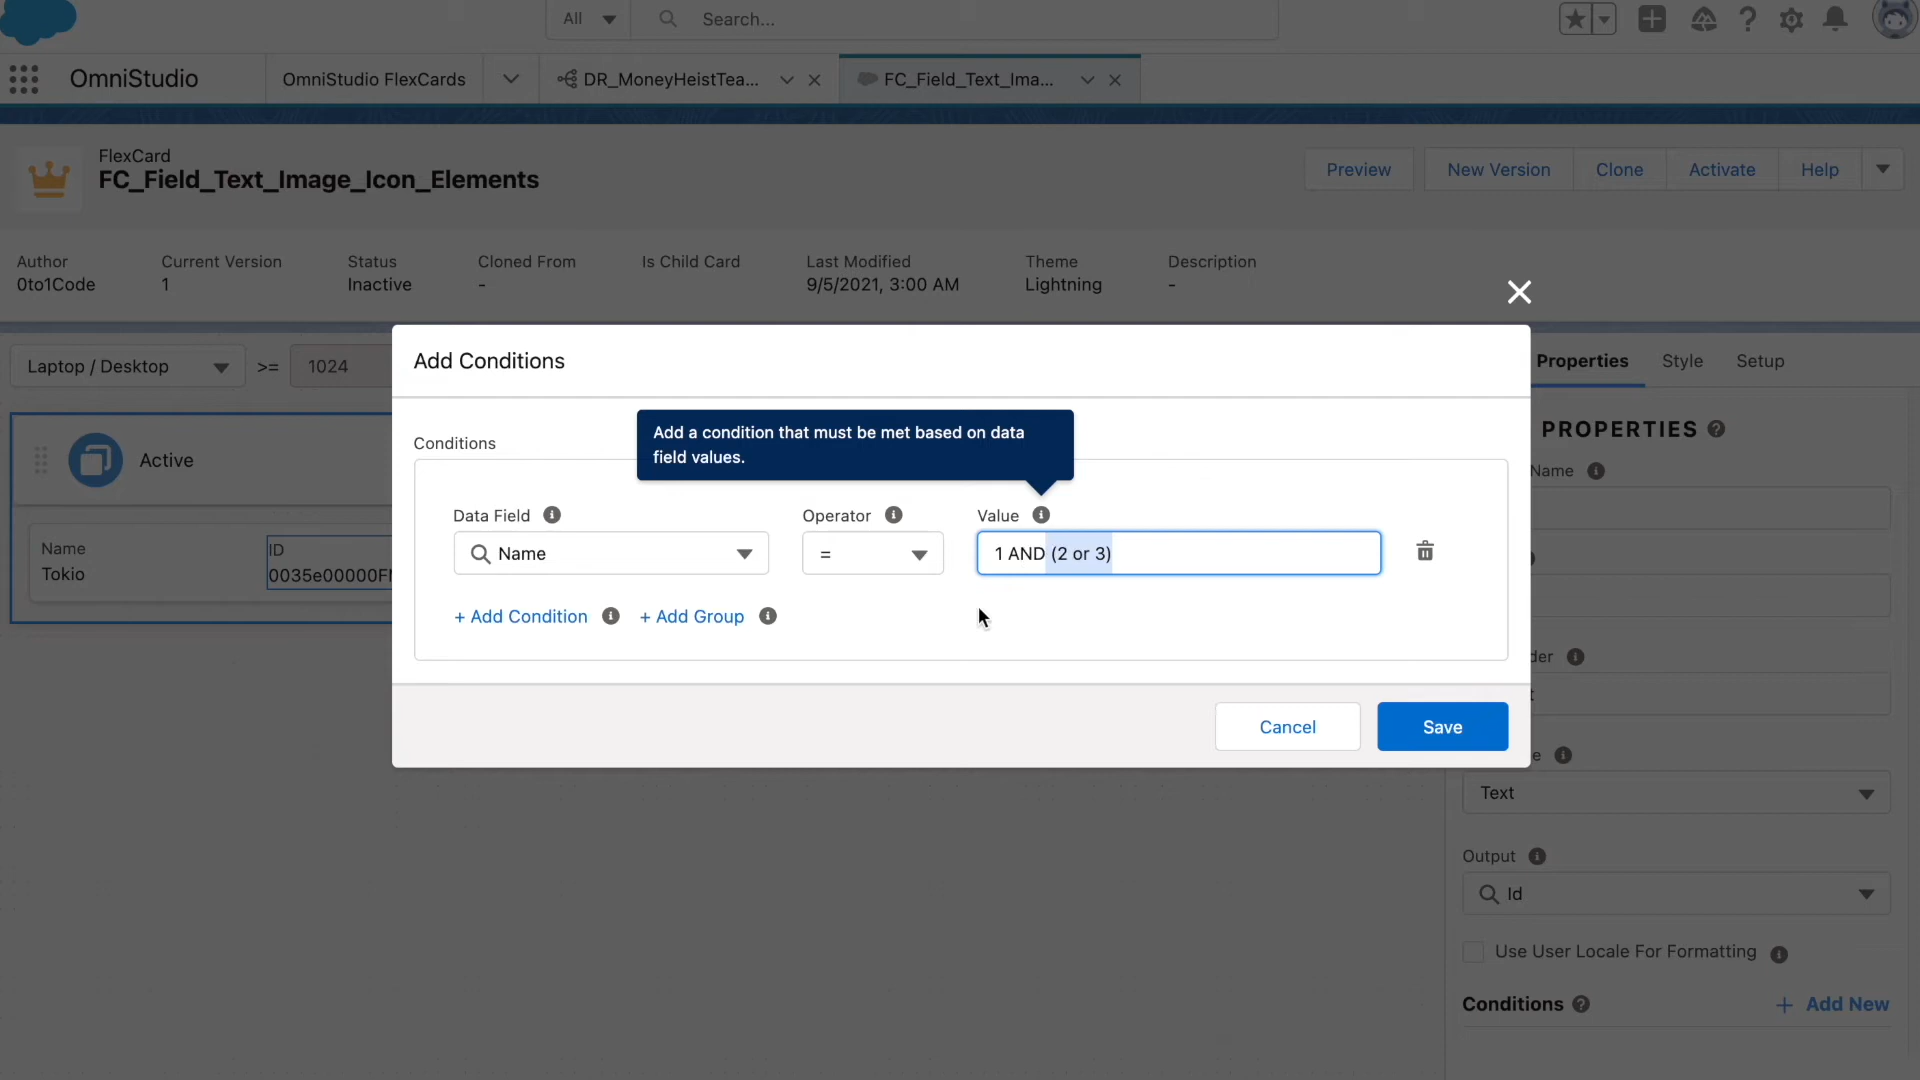 All
Search...
OmniStudio
OmniStudio FlexCards
DR_MoneyHeistTea...
FC_Field_Text_Ima...
FlexCard
FC_Field_Text_Image_Icon_Elements
Preview
New Version
Clone
Activate
Help
Author
0to1Code
Current Version
1
Status
Inactive
Cloned From
-
Is Child Card
Last Modified
9/5/2021, 3:00 AM
Theme
Lightning
Description
-
Laptop / Desktop
>=
1024
Active
Name
Tokio
ID
Add Conditions
Conditions
Add a condition that must be met based on data
field values.
Data Field
Name
Operator
=
Value
1 AND (2 or 3)
+ Add Condition
+ Add Group
Cancel
Save
Properties
Style
Setup
PROPERTIES
Name
Text
Output
Id
Use User Locale For Formatting
Conditions
+ Add New